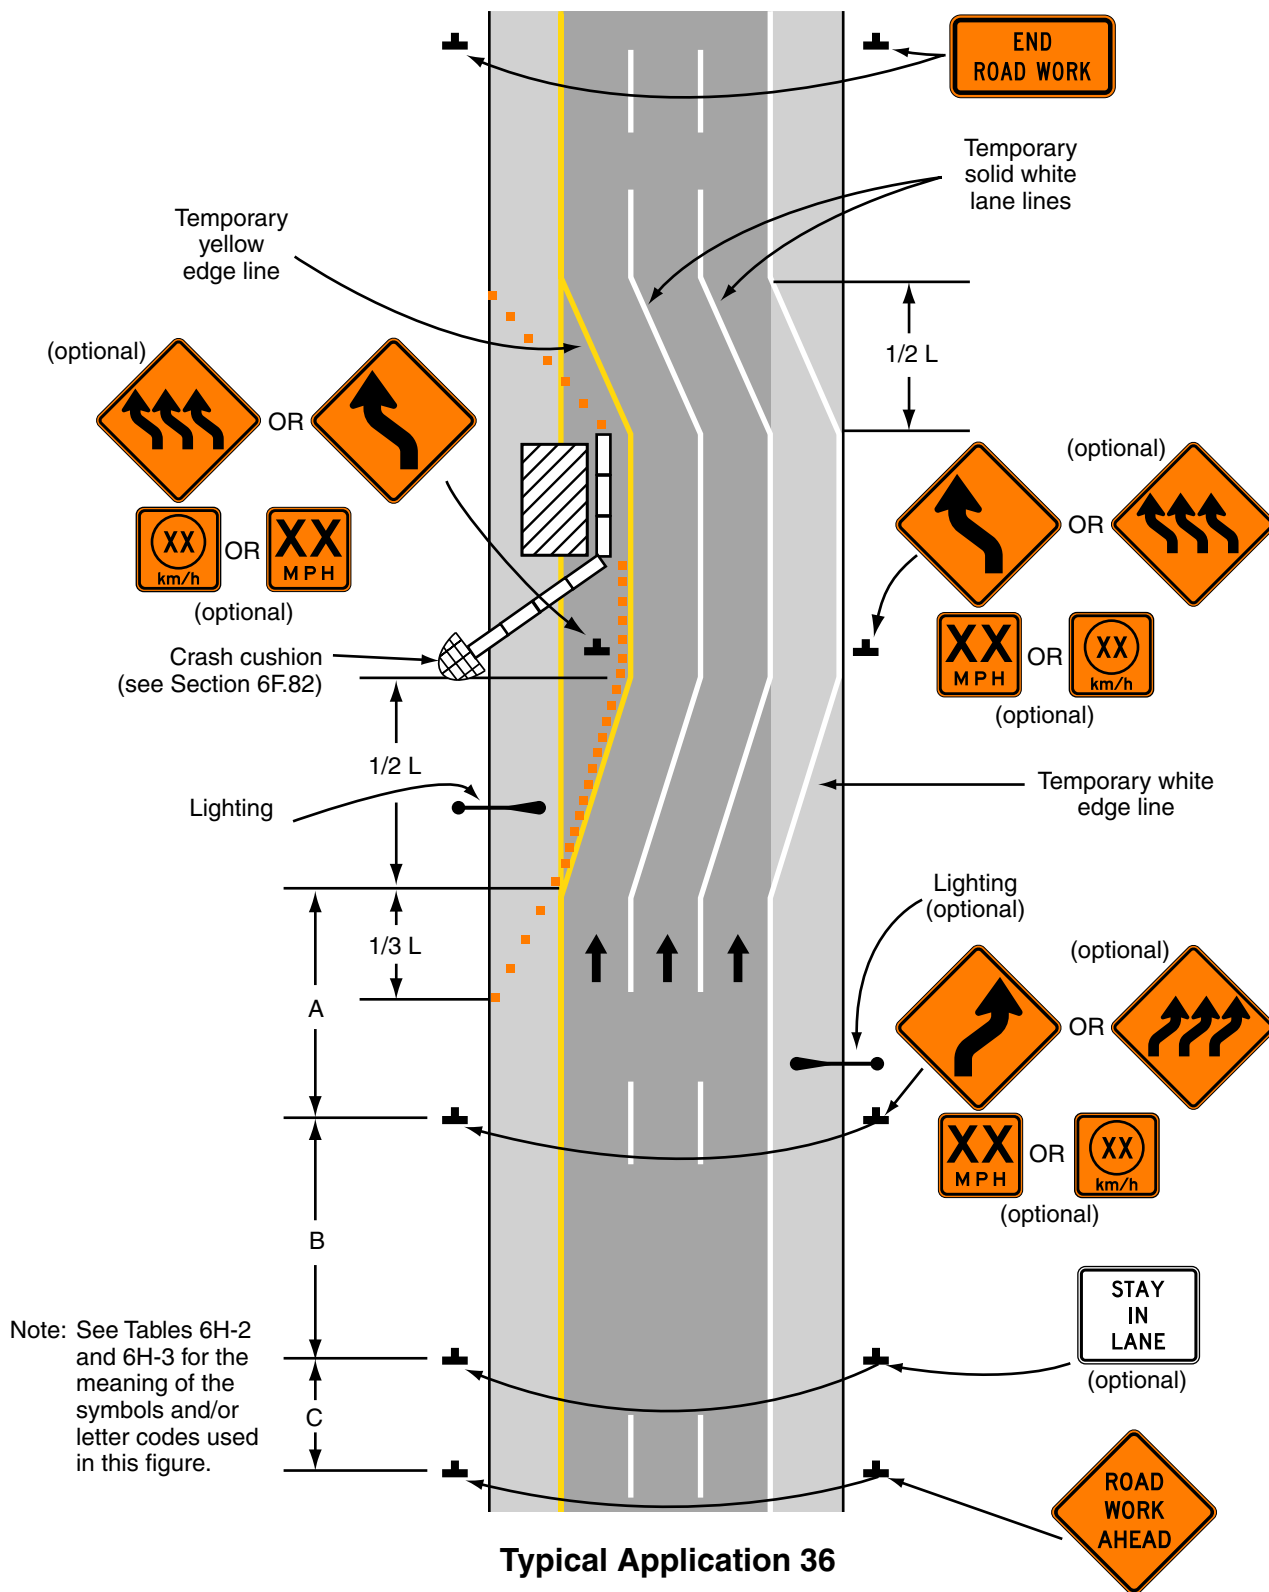 END
ROAD WORK
Temporary
solid white
lane lines
Temporary
yellow
edge line
(optional)
OR
XX
km/h
OR
XX
MPH
(optional)
1/2 L
(optional)
OR
XX
MPH
OR
XX
km/h
(optional)
Crash cushion
(see Section 6F.82)
1/2 L
Lighting
Temporary white
edge line
Lighting
(optional)
1/3 L
A
(optional)
OR
XX
MPH
OR
XX
km/h
(optional)
B
STAY
IN
LANE
(optional)
Note: See Tables 6H-2
and 6H-3 for the
meaning of the
symbols and/or
letter codes used
in this figure.
C
ROAD
WORK
AHEAD
Typical Application 36